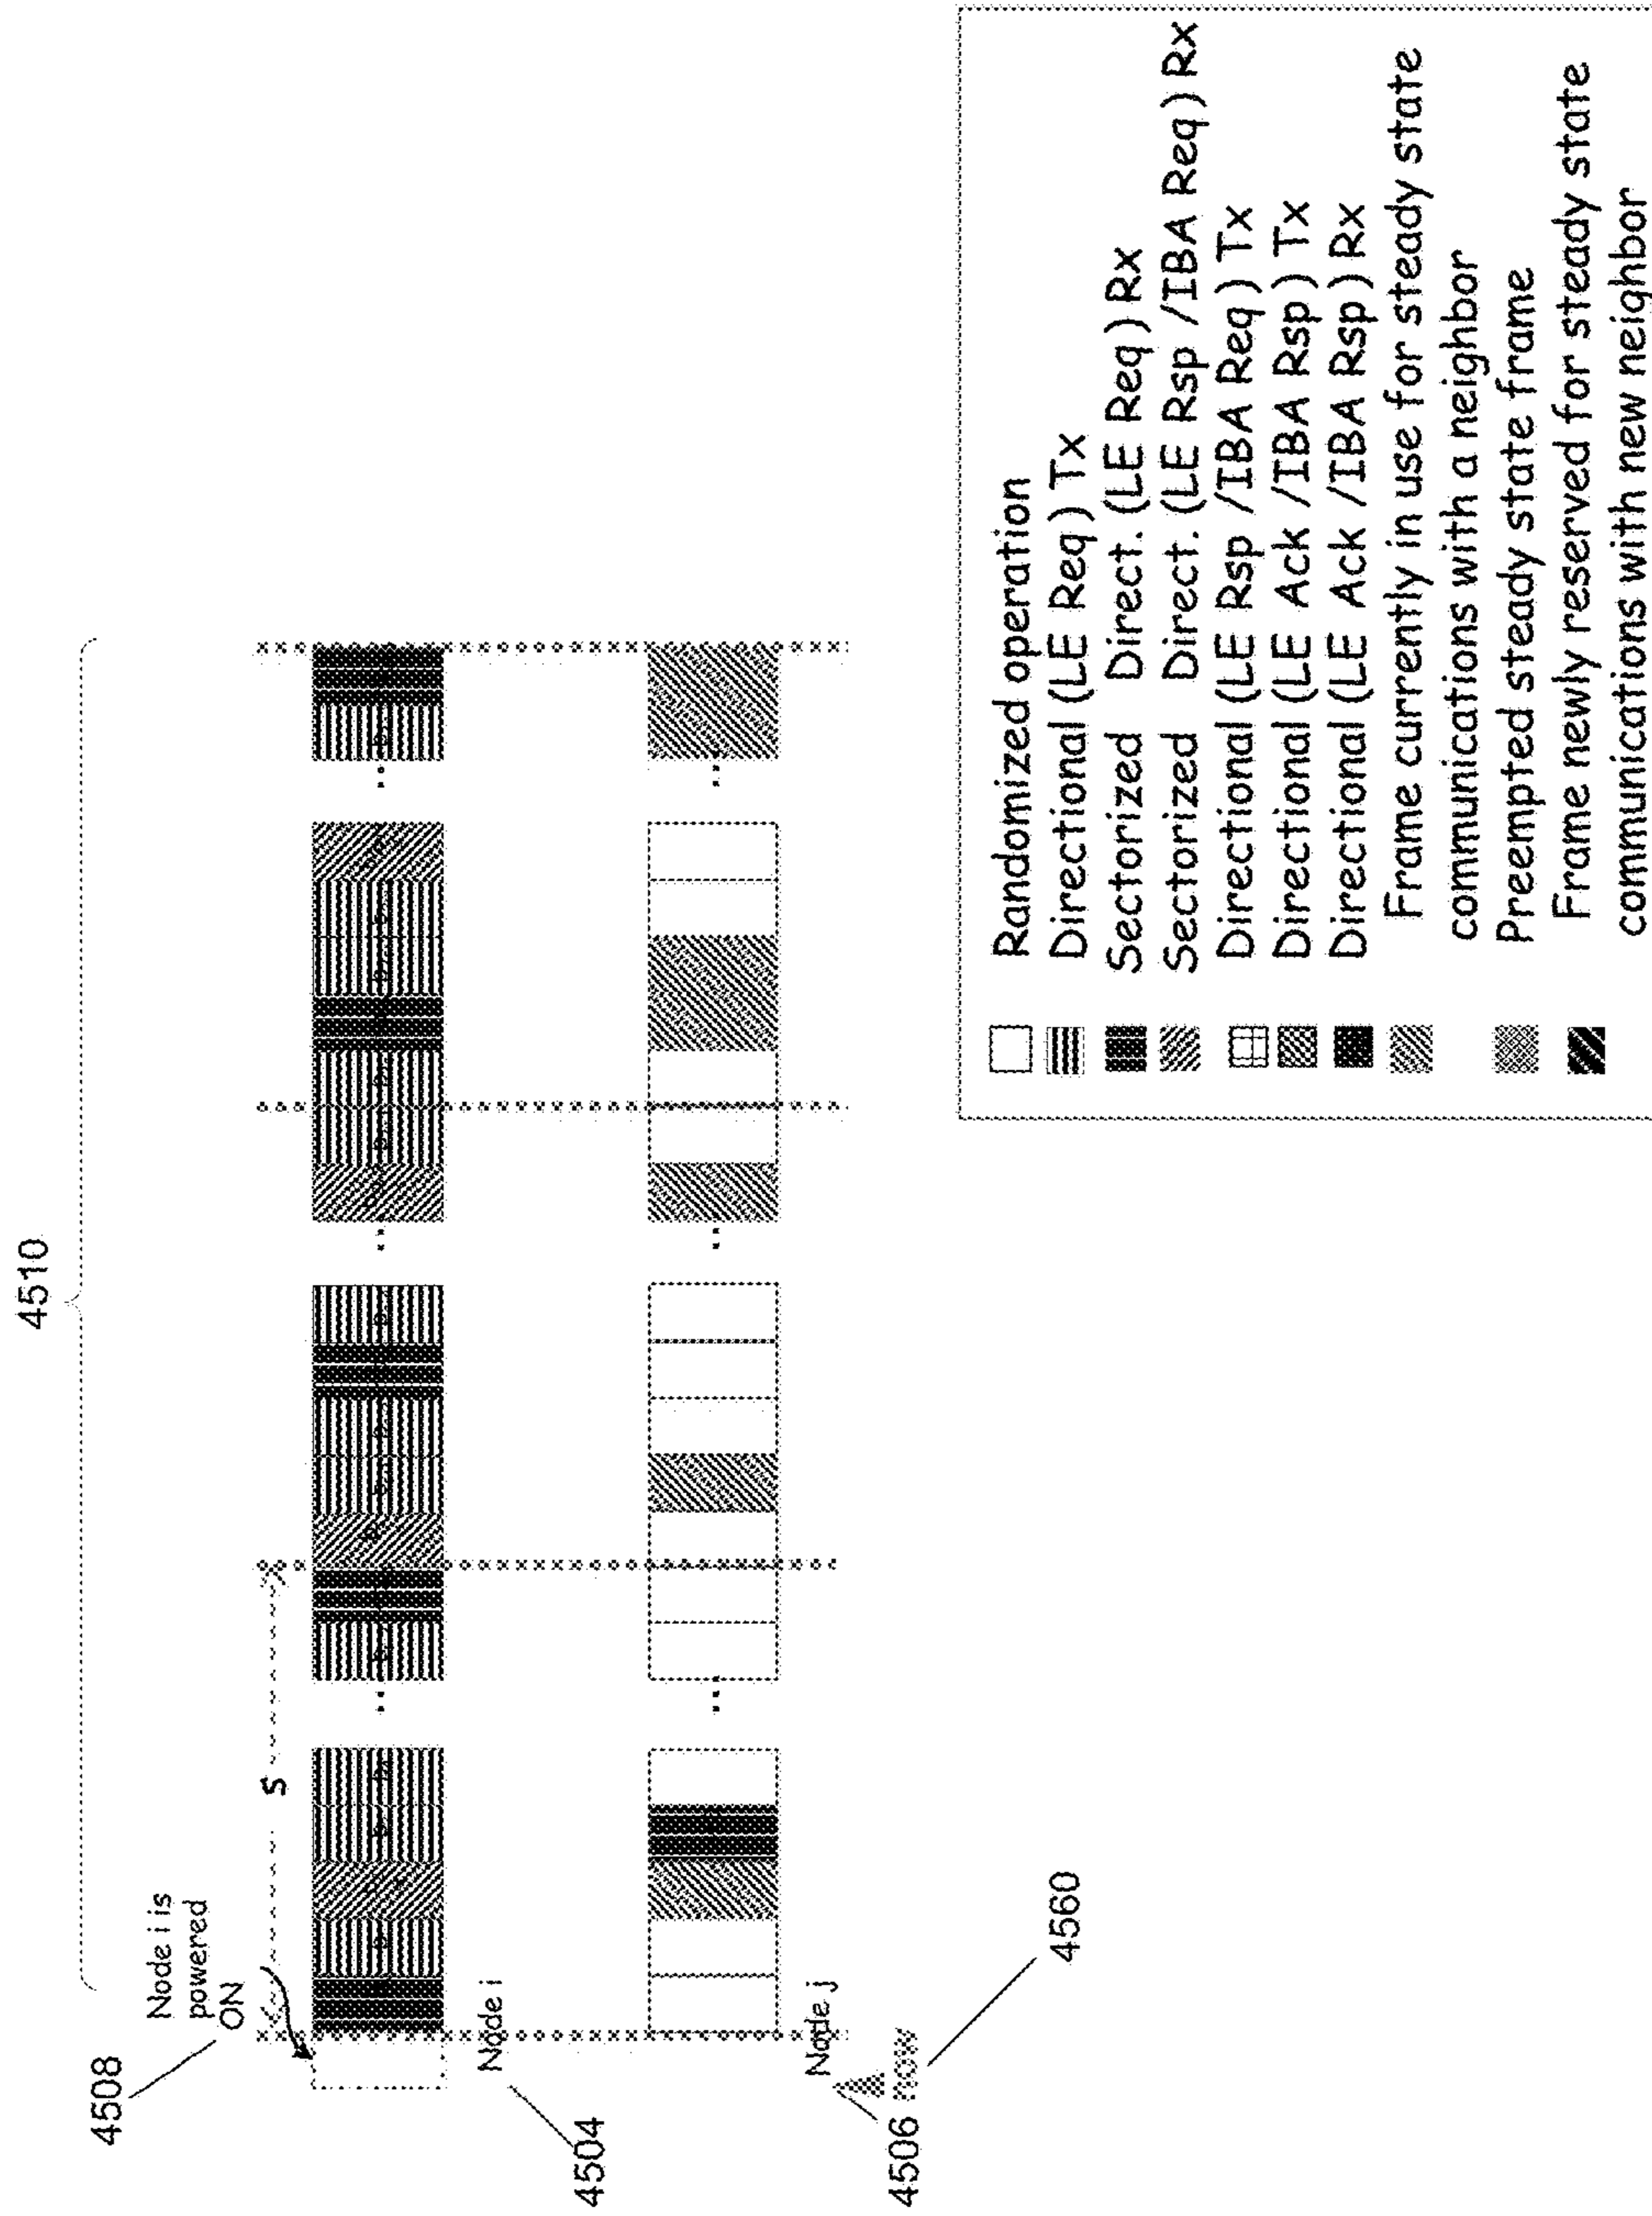 4510
4508
Node i is
powered
ON
S
Node i
4504
Node j
4506
now
4560
Randomized operation
Directional (LE Req) Tx
Sectorized Direct. (LE Req) Rx
Sectorized Direct. (LE Rsp /IBA Req) Rx
Directional (LE Rsp /IBA Req) Tx
Directional (LE Ack /IBA Rsp) Tx
Directional (LE Ack /IBA Rsp) Rx
Frame currently in use for steady state
communications with a neighbor
Preempted steady state frame
Frame newly reserved for steady state
communications with new neighbor